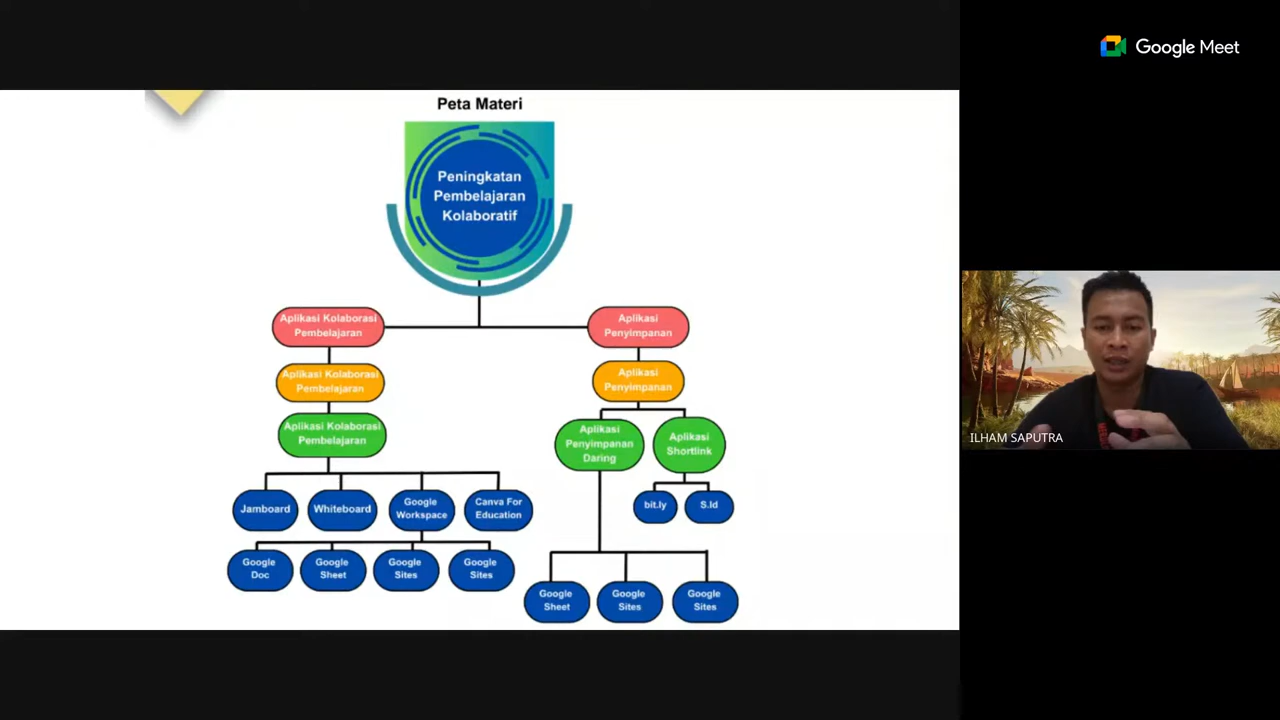 Google Meet
Peta Materi
Peningkatan
Pembelajaran
Kolaboratif
Aplikasi Kolaborasi
Pembelajaran
Aplikasi
Penyimpanan
Aplikasi Kolaborasi
Pembelajaran
Aplikasi
Penyimpanan
Aplikasi Kolaborasi
Pembelajaran
Aplikasi
Penyimpanan
Daring
Aplikasi
Shortlink
Jamboard
Whiteboard
Google
Workspace
Canva For
Education
bit.ly
S.Id
Google
Doc
Google
Sheet
Google
Sites
Google
Sites
Google
Sheet
Google
Sites
Google
Sites
ILHAM SAPUTRA